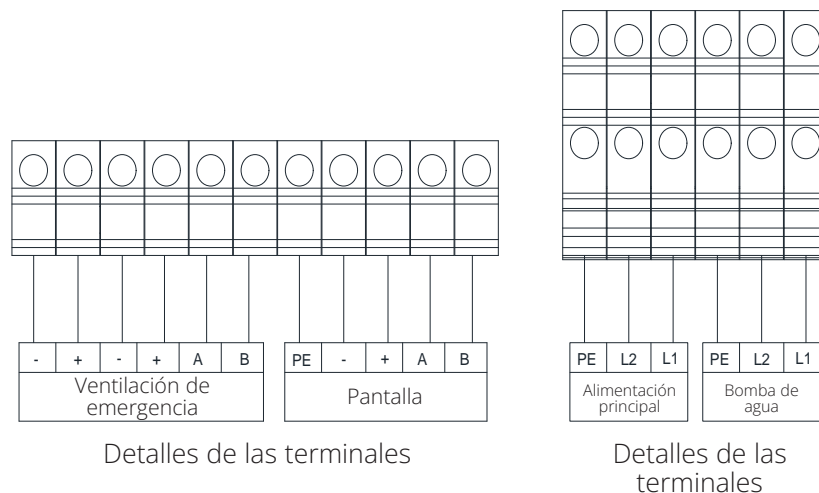 - + - + A B
Ventilación de
emergencia
PE - + A B
Pantalla
Detalles de las terminales
PE L2 L1
Alimentación
principal
PE L2 L1
Bomba de
agua
Detalles de las
terminales